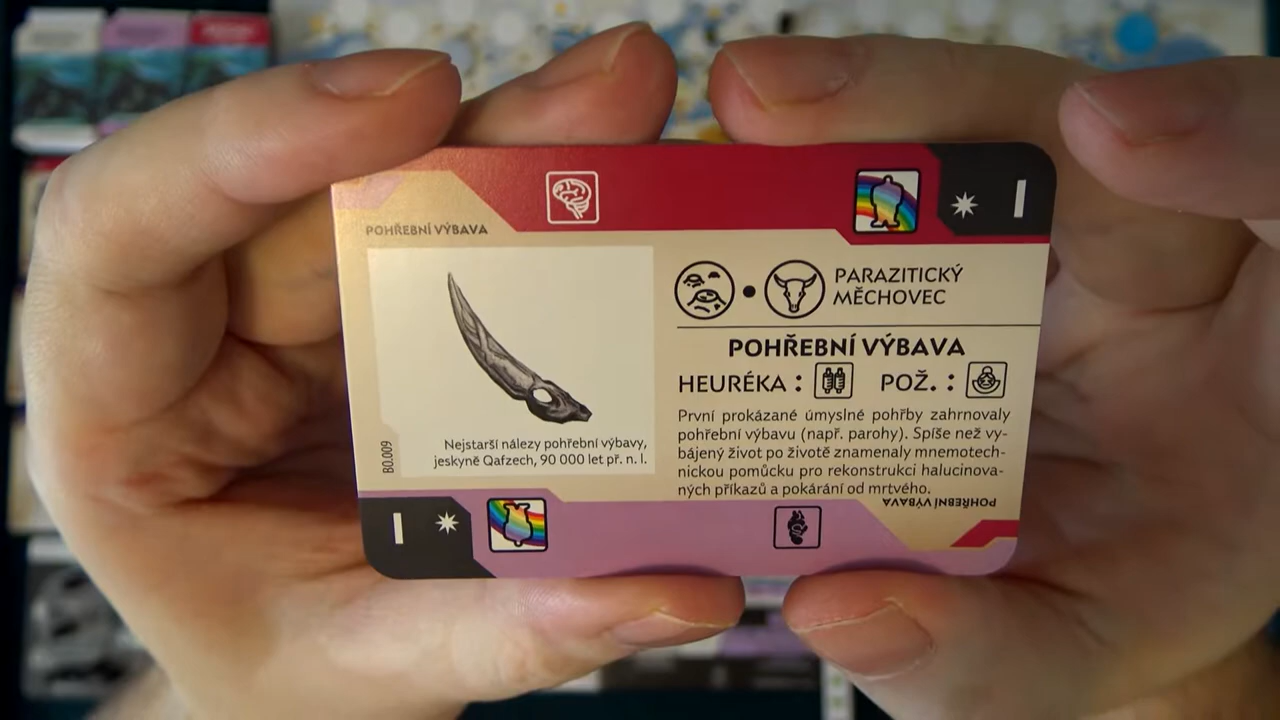 I
POHŘEBNÍ VÝBAVA
PARAZITICKÝ
MĚCHOVEC
POHŘEBNÍ VÝBAVA
HEURÉKA :
POŽ. :
První prokázané úmyslné pohřby zahrnovaly
pohřební výbavu (např. parohy). Spíše než vy-
bájený život po životě znamenaly mnemotech-
nickou pomůcku pro rekonstrukci halucinova-
ných příkazů a pokárání od mrtvého.
Nejstarší nálezy pohřební výbavy,
jeskyně Qafzech, 90 000 let př. n. l.
B0.009
POHŘEBNÍ VÝBAVA
I